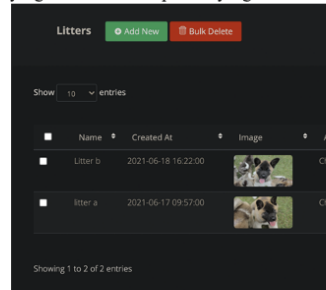 Litters Add New Bulk Delete
Show 10 entries
Name Created At Image
Litter b 2021-06-18 16:22:00
litter a 2021-06-17 09:57:00
Showing 1 to 2 of 2 entries